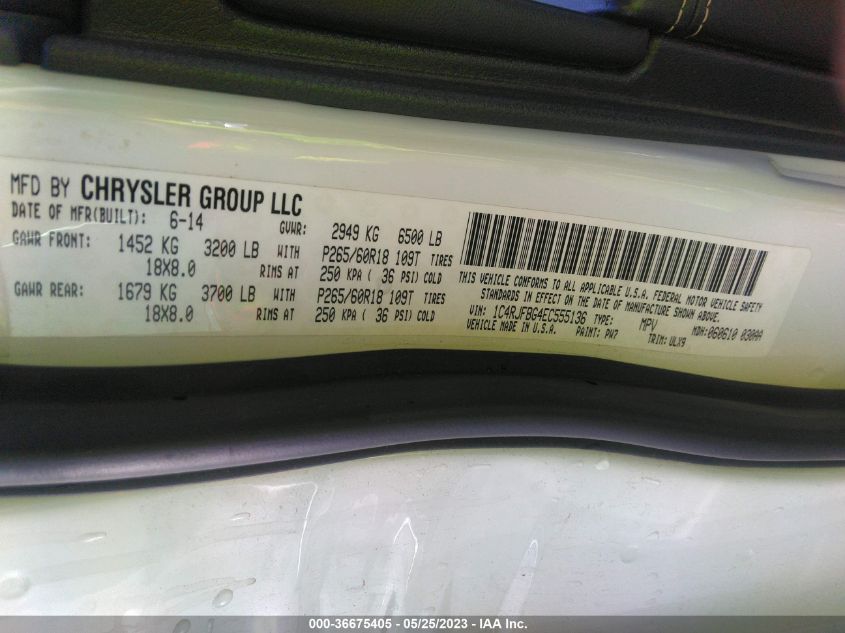 MFD BY CHRYSLER GROUP LLC
DATE OF MFR(BUILT): 6-14 GVWR: 2949 KG 6500 LB
GAWR FRONT: 1452 KG 3200 LB WITH P265/60R18 109T TIRES
18X8.0 RIMS AT 250 KPA ( 36 PSI) COLD
GAWR REAR: 1679 KG 3700 LB WITH P265/60R18 109T TIRES
18X8.0 RIMS AT 250 KPA ( 36 PSI) COLD
THIS VEHICLE CONFORMS TO ALL APPLICABLE U.S.A. FEDERAL MOTOR VEHICLE SAFETY
STANDARDS IN EFFECT ON THE DATE OF MANUFACTURE SHOWN ABOVE.
VIN: 1C4RJFBG4EC555136 TYPE: MPV MDH: 060610 030AA
VEHICLE MADE IN U.S.A. PAINT: PW7 TRIM: ULX9
000-36675405 - 05/25/2023 - IAA Inc.